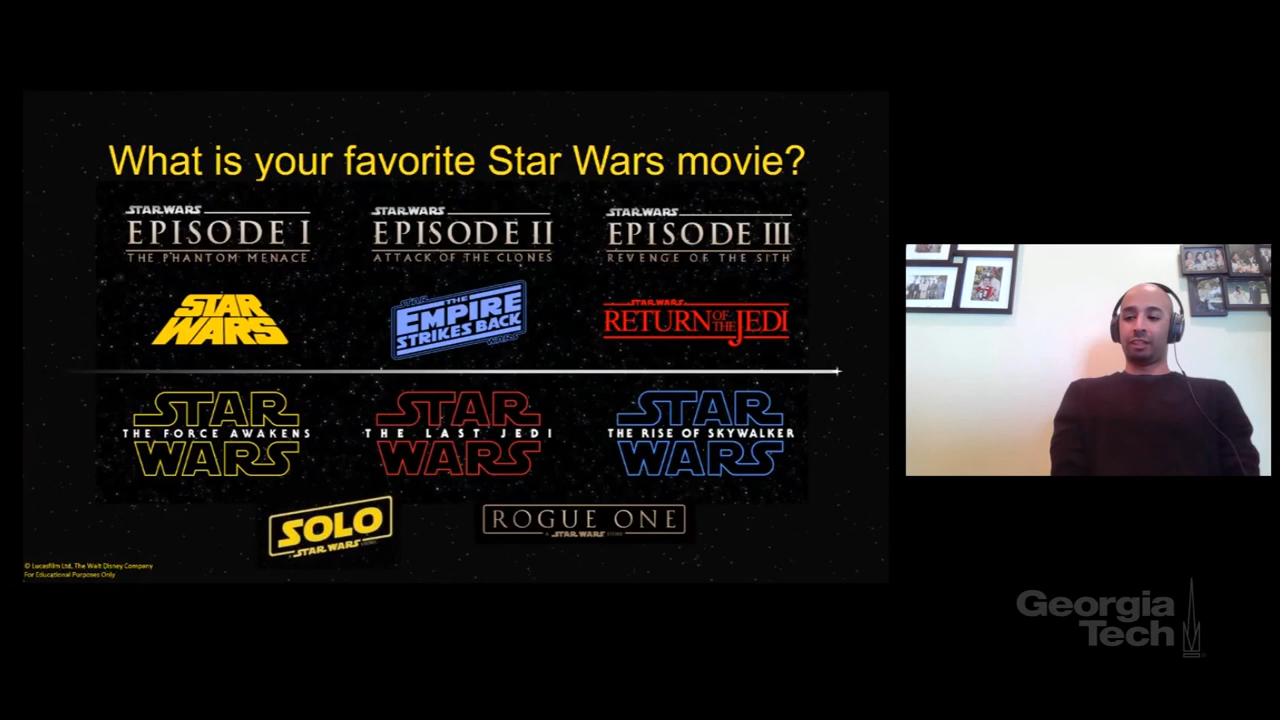 What is your favorite Star Wars movie?
STAR WARS
EPISODE I
THE PHANTOM MENACE
STAR WARS
EPISODE II
ATTACK OF THE CLONES
STAR WARS
EPISODE III
REVENGE OF THE SITH
STAR
WARS
STAR
THE
EMPIRE
STRIKES BACK
WARS
STAR WARS
RETURN OF THE JEDI
STAR
THE FORCE AWAKENS
WARS
STAR
THE LAST JEDI
WARS
STAR
THE RISE OF SKYWALKER
WARS
SOLO
A STAR WARS STORY
ROGUE ONE
A STAR WARS STORY
© Lucasfilm Ltd, The Walt Disney Company
For Educational Purposes Only
Georgia
Tech